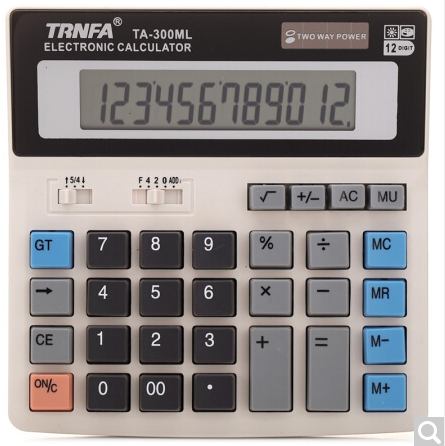 TRNFA® TA-300ML
ELECTRONIC CALCULATOR
TWO WAY POWER
12 DIGIT
123456789012.
↑ 5/4 ↓
F 4 2 0 ADD2
√ +/− AC MU
GT 7 8 9 % ÷ MC
→ 4 5 6 × − MR
CE 1 2 3 + = M−
ON/C 0 00 • M+